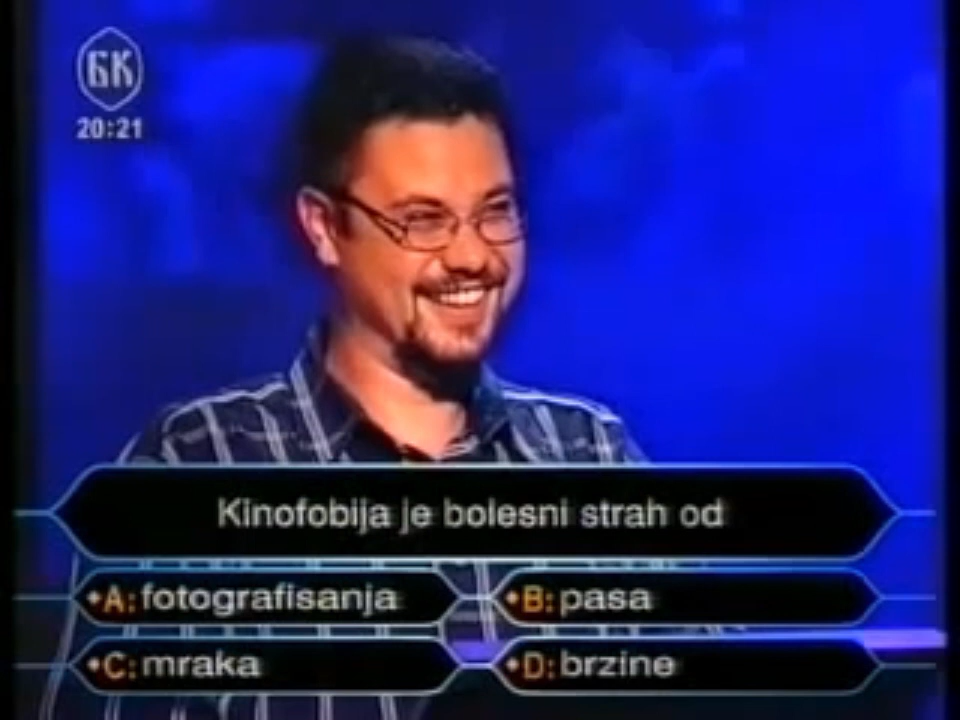 БК
20:21
Kinofobija je bolesni strah od
•A: fotografisanja
•B: pasa
•C: mraka
•D: brzine